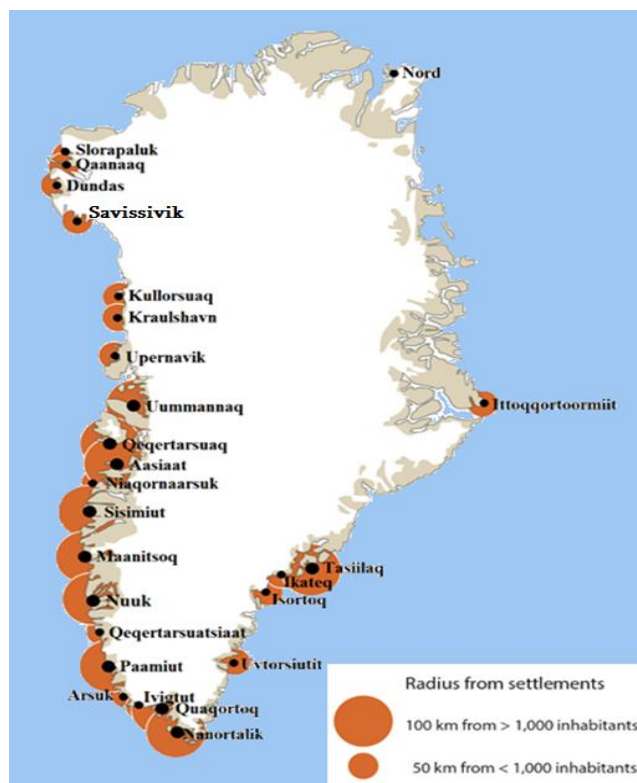 Nord
Slorapaluk
Qaanaaq
Dundas
Savissivik
Kullorsuaq
Kraulshavn
Upernavik
Uummannaq
Ittoqqortoormiit
Qeqertarsuaq
Aasiaat
Niaqornaarsuk
Sisimiut
Maanitsoq
Tasiilaq
Ikateq
Isortoq
Nuuk
Qeqertarsuatsiaat
Uvtorsiutit
Paamiut
Arsuk
Ivigtut
Quaqortoq
Nanortalik
Radius from settlements
100 km from > 1,000 inhabitants
50 km from < 1,000 inhabitants